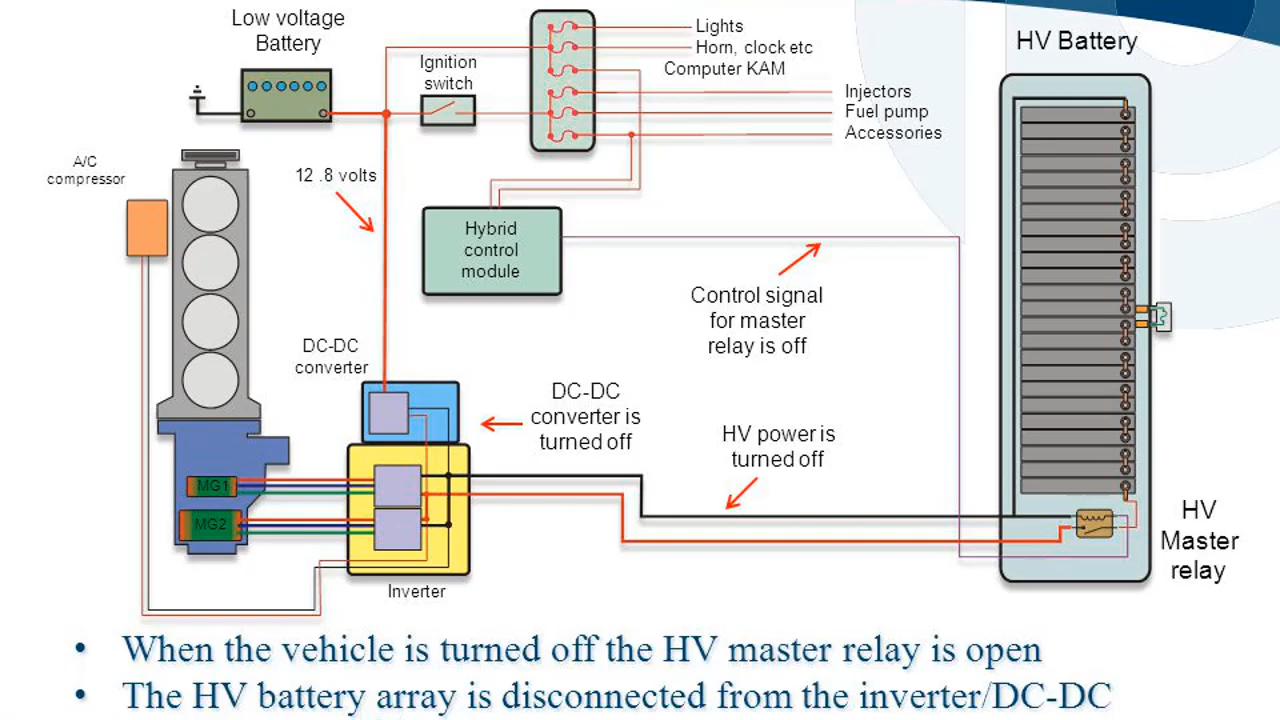 Low voltage
Battery
Ignition
switch
Lights
Horn, clock etc
Computer KAM
Injectors
Fuel pump
Accessories
HV Battery
A/C
compressor
12 .8 volts
Hybrid
control
module
Control signal
for master
relay is off
DC-DC
converter
DC-DC
converter is
turned off
HV power is
turned off
MG1
MG2
HV
Master
relay
Inverter
• When the vehicle is turned off the HV master relay is open
• The HV battery array is disconnected from the inverter/DC-DC